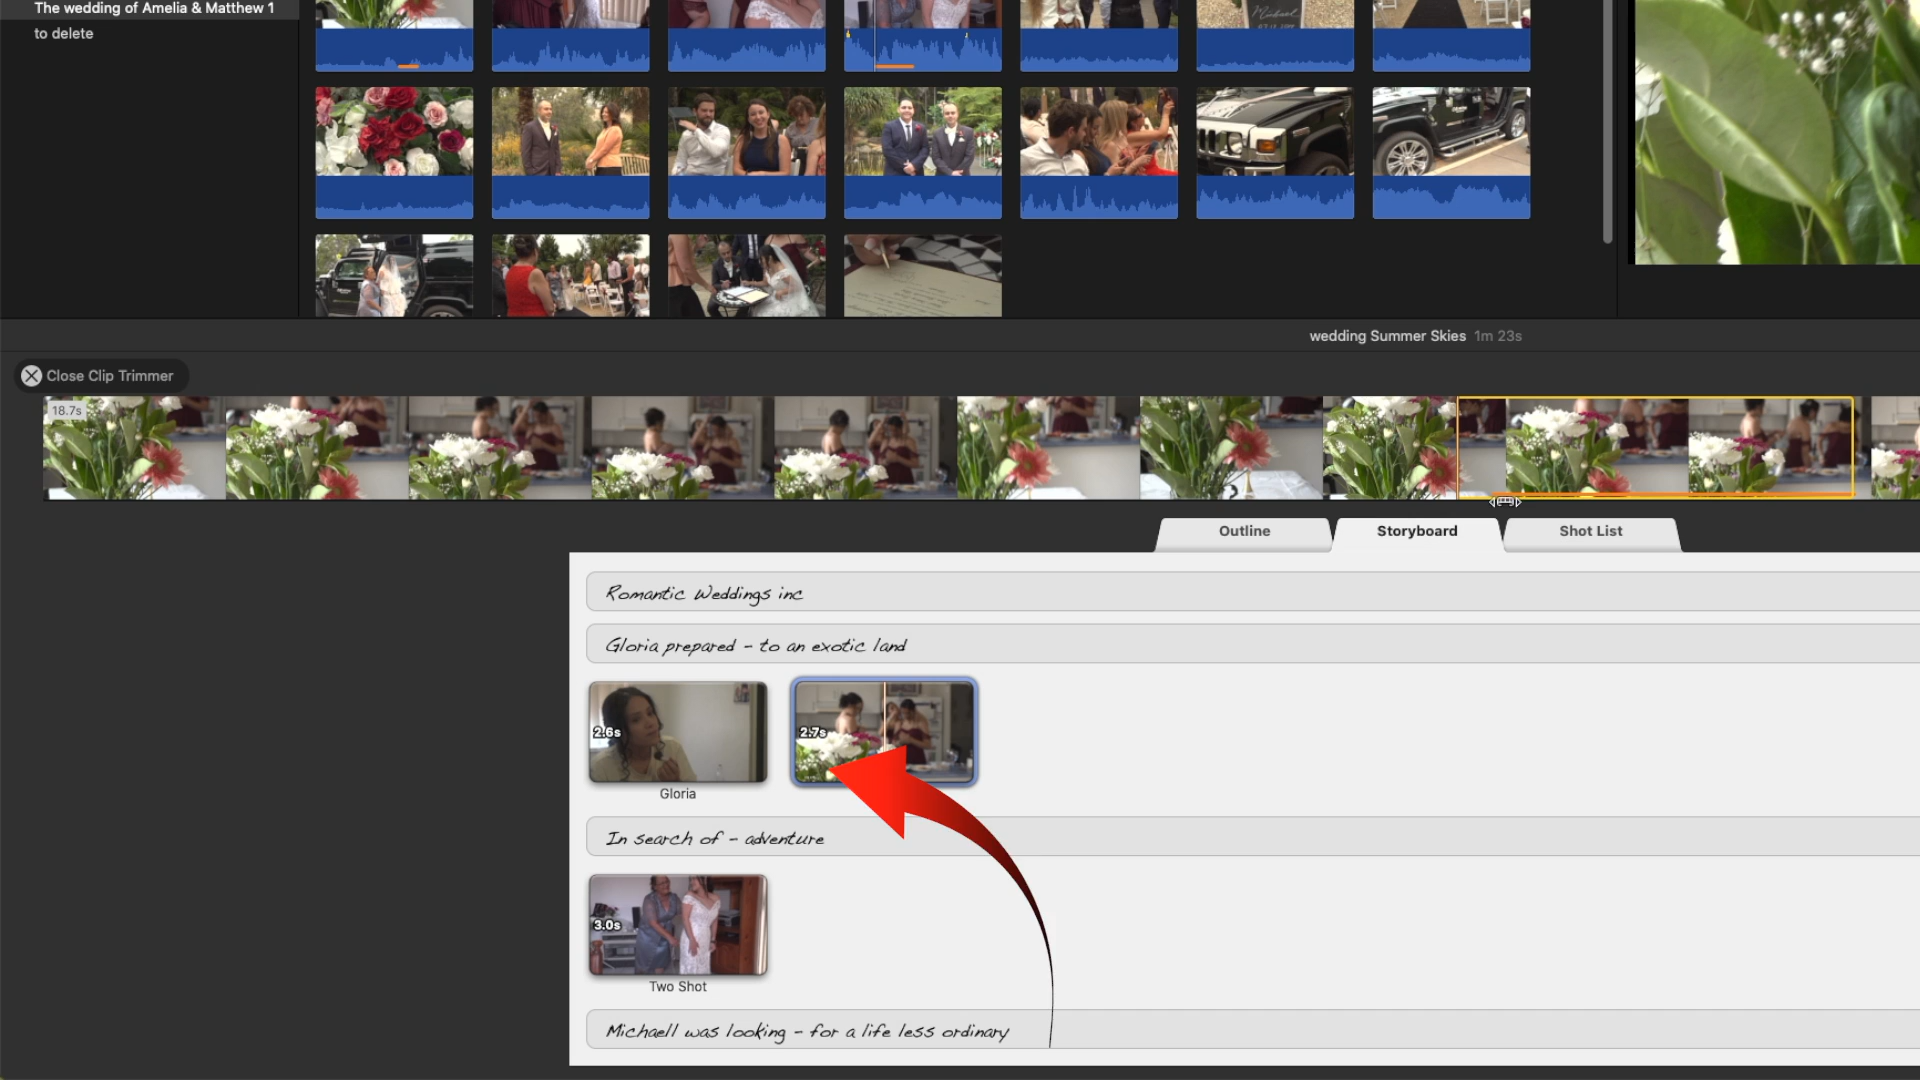 The wedding of Amelia & Matthew 1
to delete
Michael
wedding Summer Skies 1m 23s
Close Clip Trimmer
18.7s
Outline
Storyboard
Shot List
Romantic Weddings inc
Gloria prepared - to an exotic land
2.6s
2.7s
Gloria
In search of - adventure
3.0s
Two Shot
Michaell was looking - for a life less ordinary